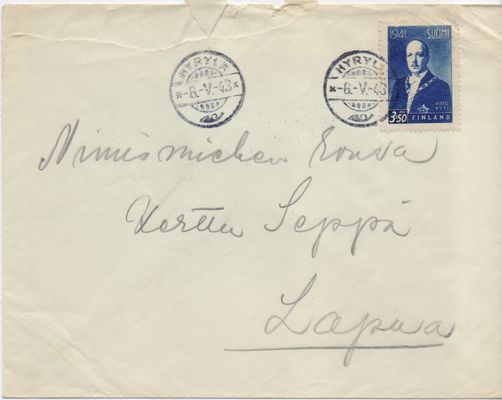 HYRYLÄ
-6.-V.-43
HYRYLÄ
-6.-V.-43
1941 SUOMI
3:50 FINLAND
Nimismiehen Rouva
Kerttu Seppä
Lapua